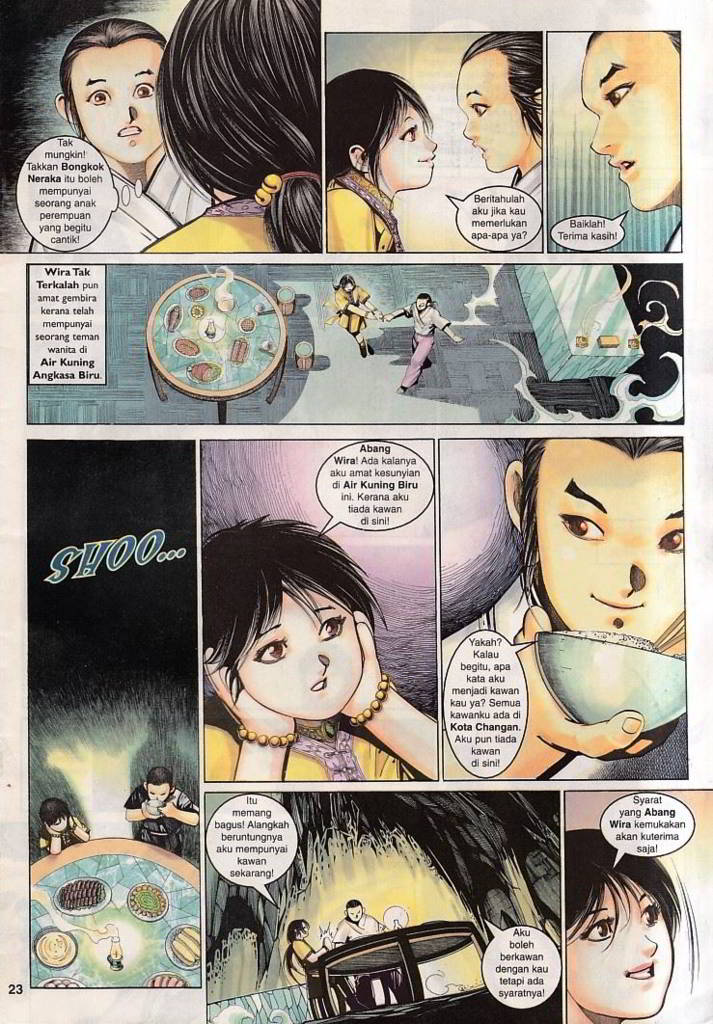 Tak
mungkin!
Takkan Bongkok
Neraka itu boleh
mempunyai
seorang anak
perempuan
yang begitu
cantik!
Beritahulah
aku jika kau
memerlukan
apa-apa ya?
Baiklah!
Terima kasih!
Wira Tak
Terkalah pun
amat gembira
kerana telah
mempunyai
seorang teman
wanita di
Air Kuning
Angkasa Biru.
SHOO...
Abang
Wira! Ada kalanya
aku amat kesunyian
di Air Kuning Biru
ini. Kerana aku
tiada kawan
di sini!
Yakah?
Kalau
begitu, apa
kata aku
menjadi kawan
kau ya? Semua
kawanku ada di
Kota Changan.
Aku pun tiada
kawan
di sini!
Itu
memang
bagus! Alangkah
beruntungnya
aku mempunyai
kawan
sekarang!
Aku
boleh
berkawan
dengan kau
tetapi ada
syaratnya!
Syarat
yang Abang
Wira kemukakan
akan kuterima
saja!
23